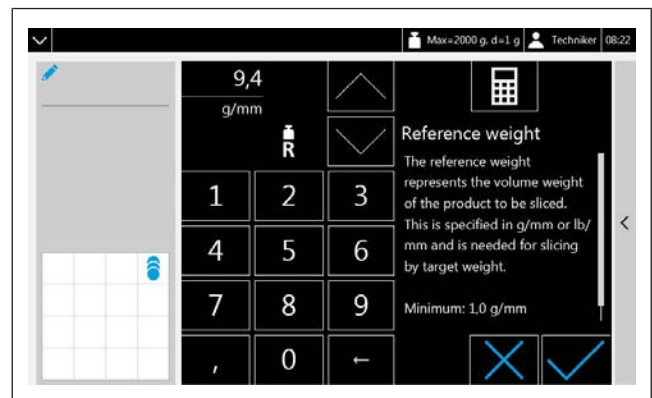 Max=2000 g, d=1 g Techniker 08:22
9,4
g/mm
R
Reference weight
The reference weight
represents the volume weight
of the product to be sliced.
This is specified in g/mm or lb/
mm and is needed for slicing
by target weight.
Minimum: 1,0 g/mm
1 2 3
4 5 6
7 8 9
, 0 ←